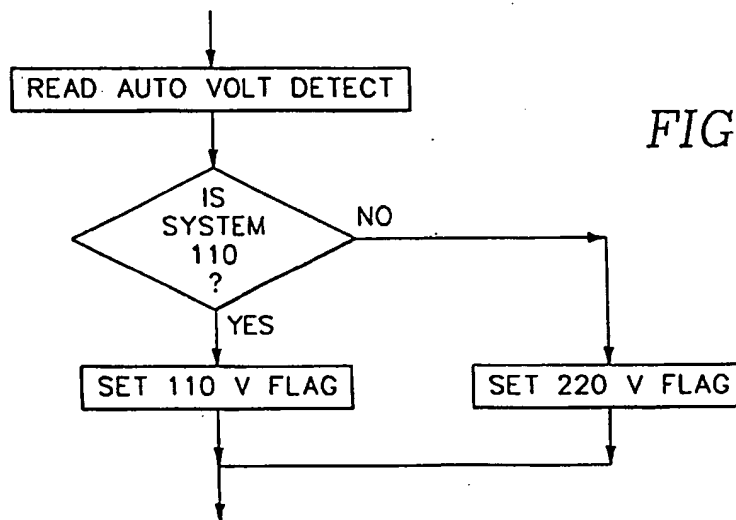 READ AUTO VOLT DETECT
FIG
IS
SYSTEM
110
?
NO
YES
SET 110 V FLAG
SET 220 V FLAG